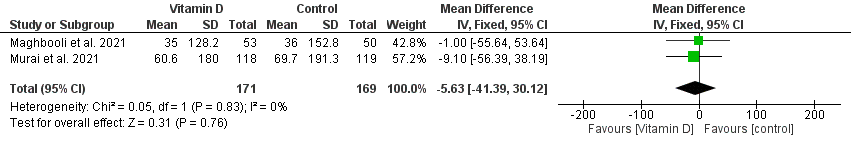 Vitamin D Control Mean Difference Mean Difference
Study or Subgroup Mean SD Total Mean SD Total Weight IV, Fixed, 95% CI IV, Fixed, 95% CI
Maghbooli et al. 2021 35 128.2 53 36 152.8 50 42.8% -1.00 [-55.64, 53.64]
Murai et al. 2021 60.6 180 118 69.7 191.3 119 57.2% -9.10 [-56.39, 38.19]
Total (95% CI) 171 169 100.0% -5.63 [-41.39, 30.12]
Heterogeneity: Chi² = 0.05, df = 1 (P = 0.83); I² = 0%
Test for overall effect: Z = 0.31 (P = 0.76)
-200 -100 0 100 200
Favours [Vitamin D] Favours [control]